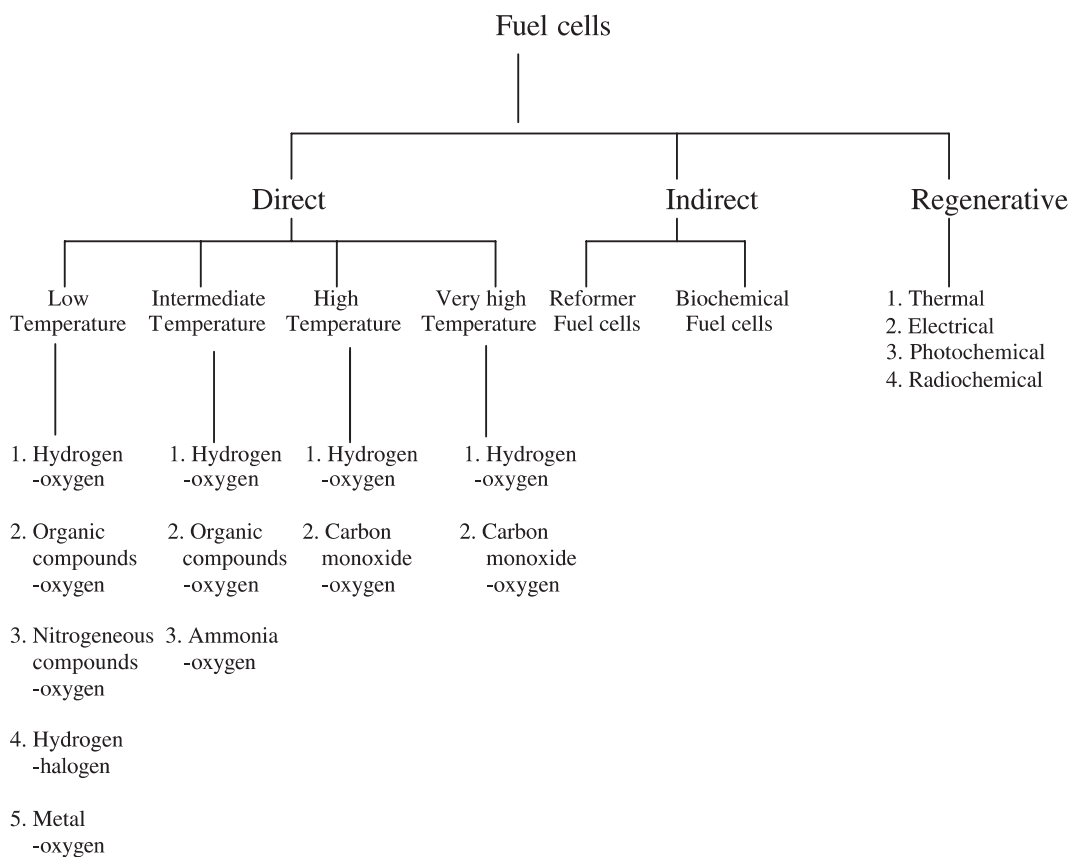 Fuel cells
Direct
Indirect
Regenerative
Low
Temperature
Intermediate
Temperature
High
Temperature
Very high
Temperature
Reformer
Fuel cells
Biochemical
Fuel cells
1. Thermal
2. Electrical
3. Photochemical
4. Radiochemical
1. Hydrogen
-oxygen
2. Organic
compounds
-oxygen
3. Nitrogeneous
compounds
-oxygen
4. Hydrogen
-halogen
5. Metal
-oxygen
1. Hydrogen
-oxygen
2. Organic
compounds
-oxygen
3. Ammonia
-oxygen
1. Hydrogen
-oxygen
2. Carbon
monoxide
-oxygen
1. Hydrogen
-oxygen
2. Carbon
monoxide
-oxygen